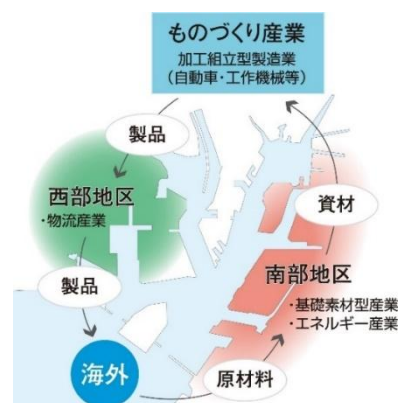 ものづくり産業
加工組立型製造業
（自動車・工作機械等）
製品
西部地区
・物流産業
資材
南部地区
・基礎素材型産業
・エネルギー産業
製品
海外
原材料